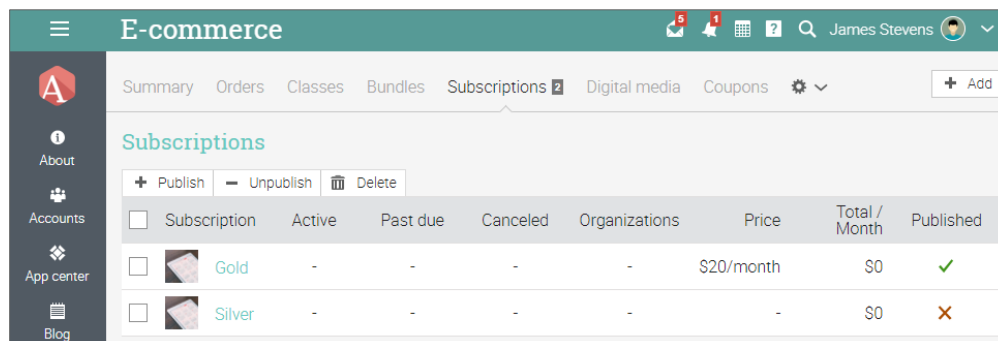 E-commerce 5 1 ? James Stevens
A
Summary Orders Classes Bundles Subscriptions 2 Digital media Coupons + Add
About
Accounts
App center
Blog
Subscriptions
+ Publish − Unpublish Delete
Subscription Active Past due Canceled Organizations Price Total / Month Published
Gold - - - - $20/month $0 ✓
Silver - - - - - $0 ✕